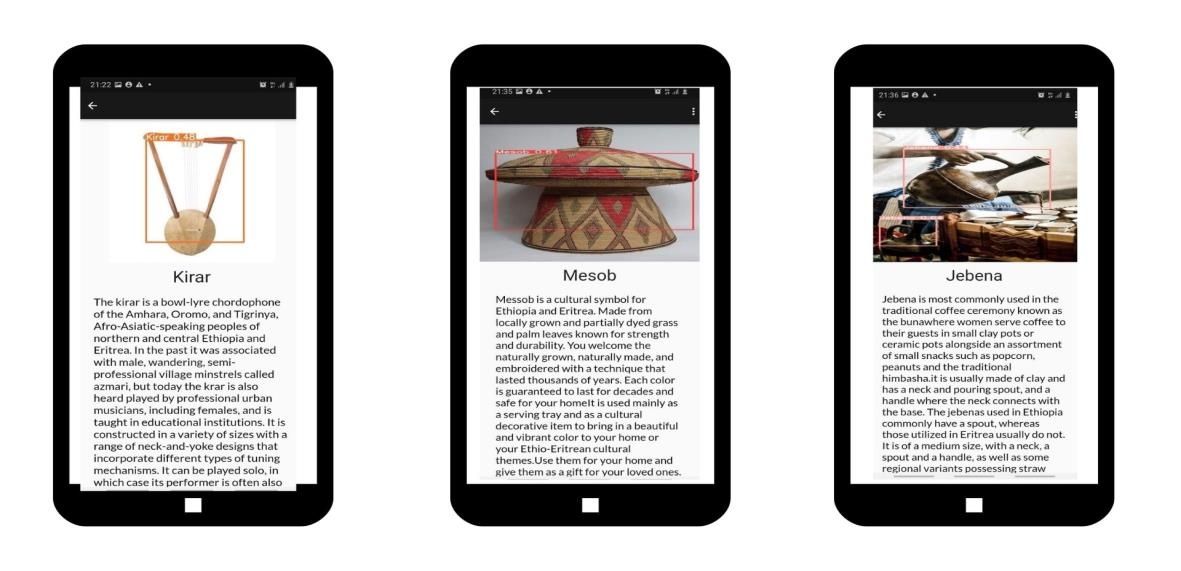 21:22
Kirar 0.48
Kirar
The kirar is a bowl-lyre chordophone
of the Amhara, Oromo, and Tigrinya,
Afro-Asiatic-speaking peoples of
northern and central Ethiopia and
Eritrea. In the past it was associated
with male, wandering, semi-
professional village minstrels called
azmari, but today the krar is also
heard played by professional urban
musicians, including females, and is
taught in educational institutions. It is
constructed in a variety of sizes with a
range of neck-and-yoke designs that
incorporate different types of tuning
mechanisms. It can be played solo, in
which case its performer is often also
21:35
Mesob 0.81
Mesob
Messob is a cultural symbol for
Ethiopia and Eritrea. Made from
locally grown and partially dyed grass
and palm leaves known for strength
and durability. You welcome the
naturally grown, naturally made, and
embroidered with a technique that
lasted thousands of years. Each color
is guaranteed to last for decades and
safe for your homeIt is used mainly as
a serving tray and as a cultural
decorative item to bring in a beautiful
and vibrant color to your home or
your Ethio-Eritrean cultural
themes.Use them for your home and
give them as a gift for your loved ones.
21:36
Jebena
Jebena is most commonly used in the
traditional coffee ceremony known as
the bunawhere women serve coffee to
their guests in small clay pots or
ceramic pots alongside an assortment
of small snacks such as popcorn,
peanuts and the traditional
himbasha.it is usually made of clay and
has a neck and pouring spout, and a
handle where the neck connects with
the base. The jebenas used in Ethiopia
commonly have a spout, whereas
those utilized in Eritrea usually do not.
It is of a medium size, with a neck, a
spout and a handle, as well as some
regional variants possessing straw